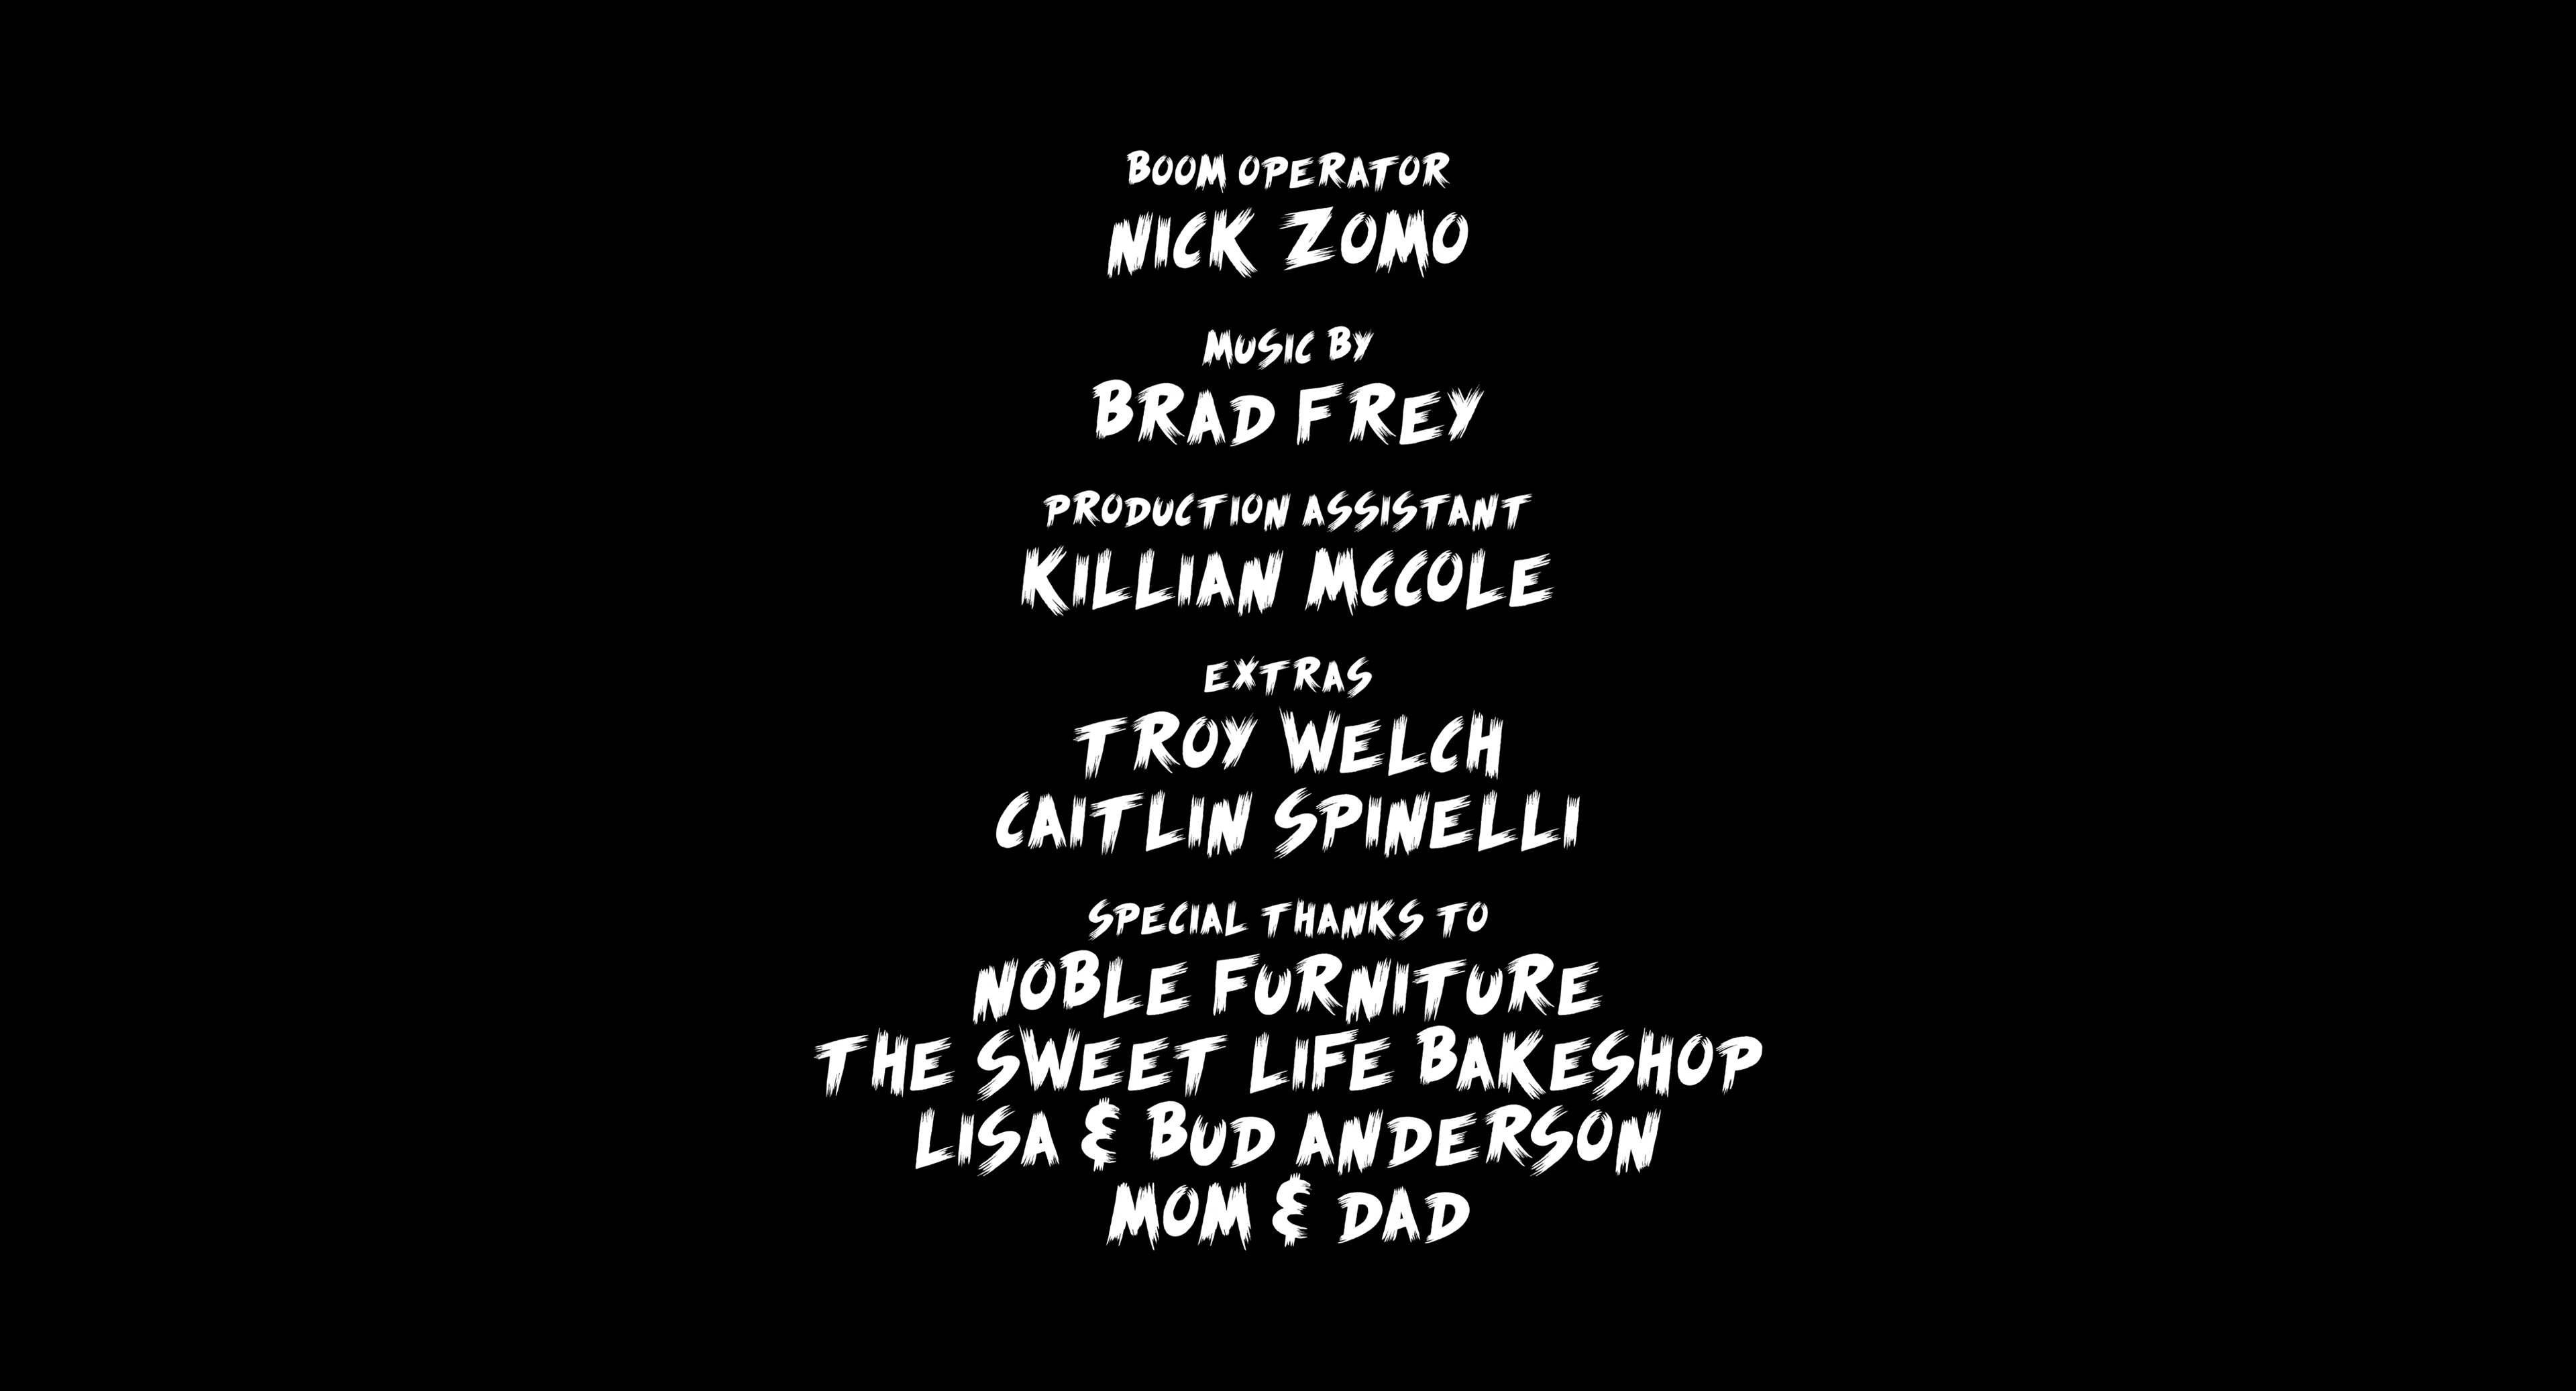 BOOM OPERATOR
NICK ZOMO
MUSIC BY
BRAD FREY
PRODUCTION ASSISTANT
KILLIAN MCCOLE
EXTRAS
TROY WELCH
CAITLIN SPINELLI
SPECIAL THANKS TO
NOBLE FURNITURE
THE SWEET LIFE BAKESHOP
LISA & BUD ANDERSON
MOM & DAD